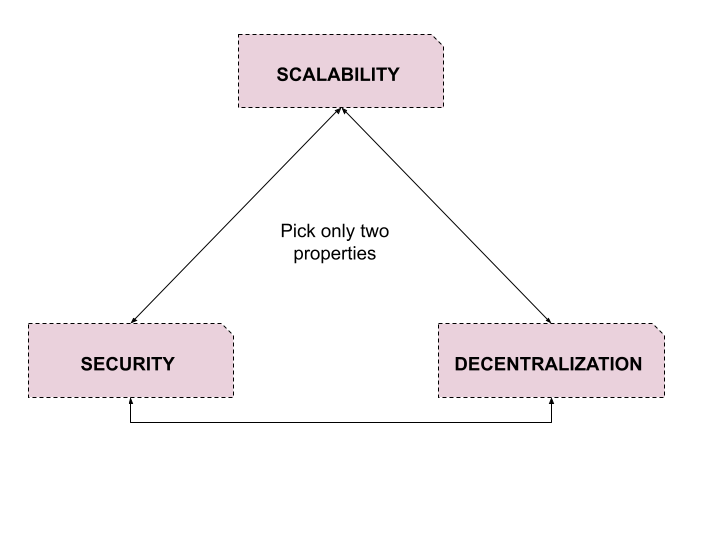 SCALABILITY
Pick only two
properties
SECURITY
DECENTRALIZATION